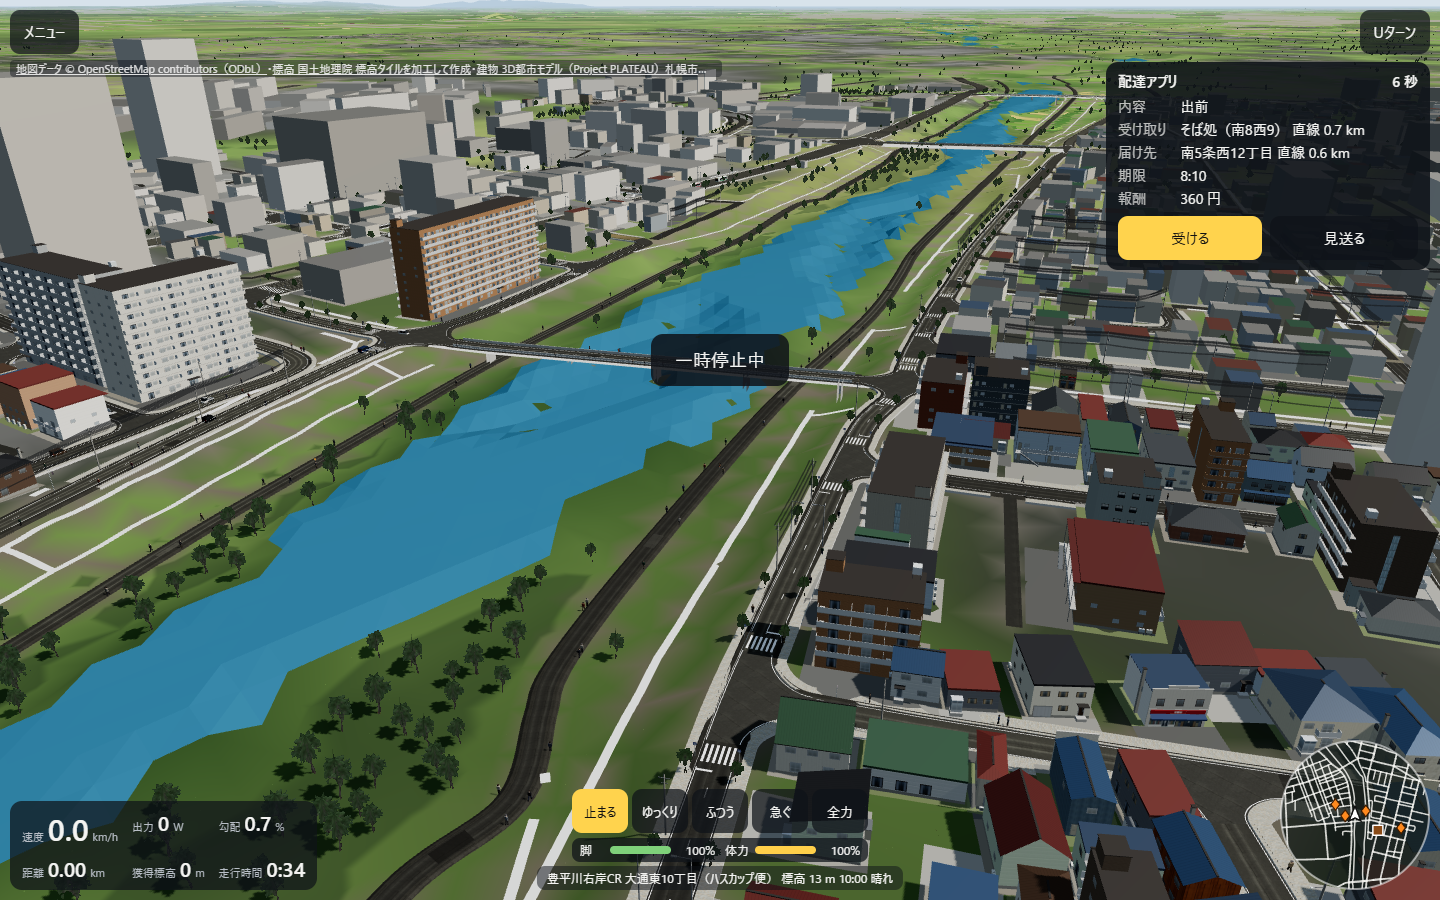 メニュー
Uターン
地図データ © OpenStreetMap contributors（ODbL）・標高 国土地理院 標高タイルを加工して作成・建物 3D都市モデル（Project PLATEAU）札幌市...
配達アプリ 6 秒
内容 出前
受け取り そば処（南8西9） 直線 0.7 km
届け先 南5条西12丁目 直線 0.6 km
期限 8:10
報酬 360 円
受ける 見送る
一時停止中
速度 0.0 km/h 出力 0 W 勾配 0.7 %
距離 0.00 km 獲得標高 0 m 走行時間 0:34
止まる ゆっくり ふつう 急ぐ 全力
脚 100% 体力 100%
豊平川右岸CR 大通東10丁目（ハスカップ便） 標高 13 m 10:00 晴れ